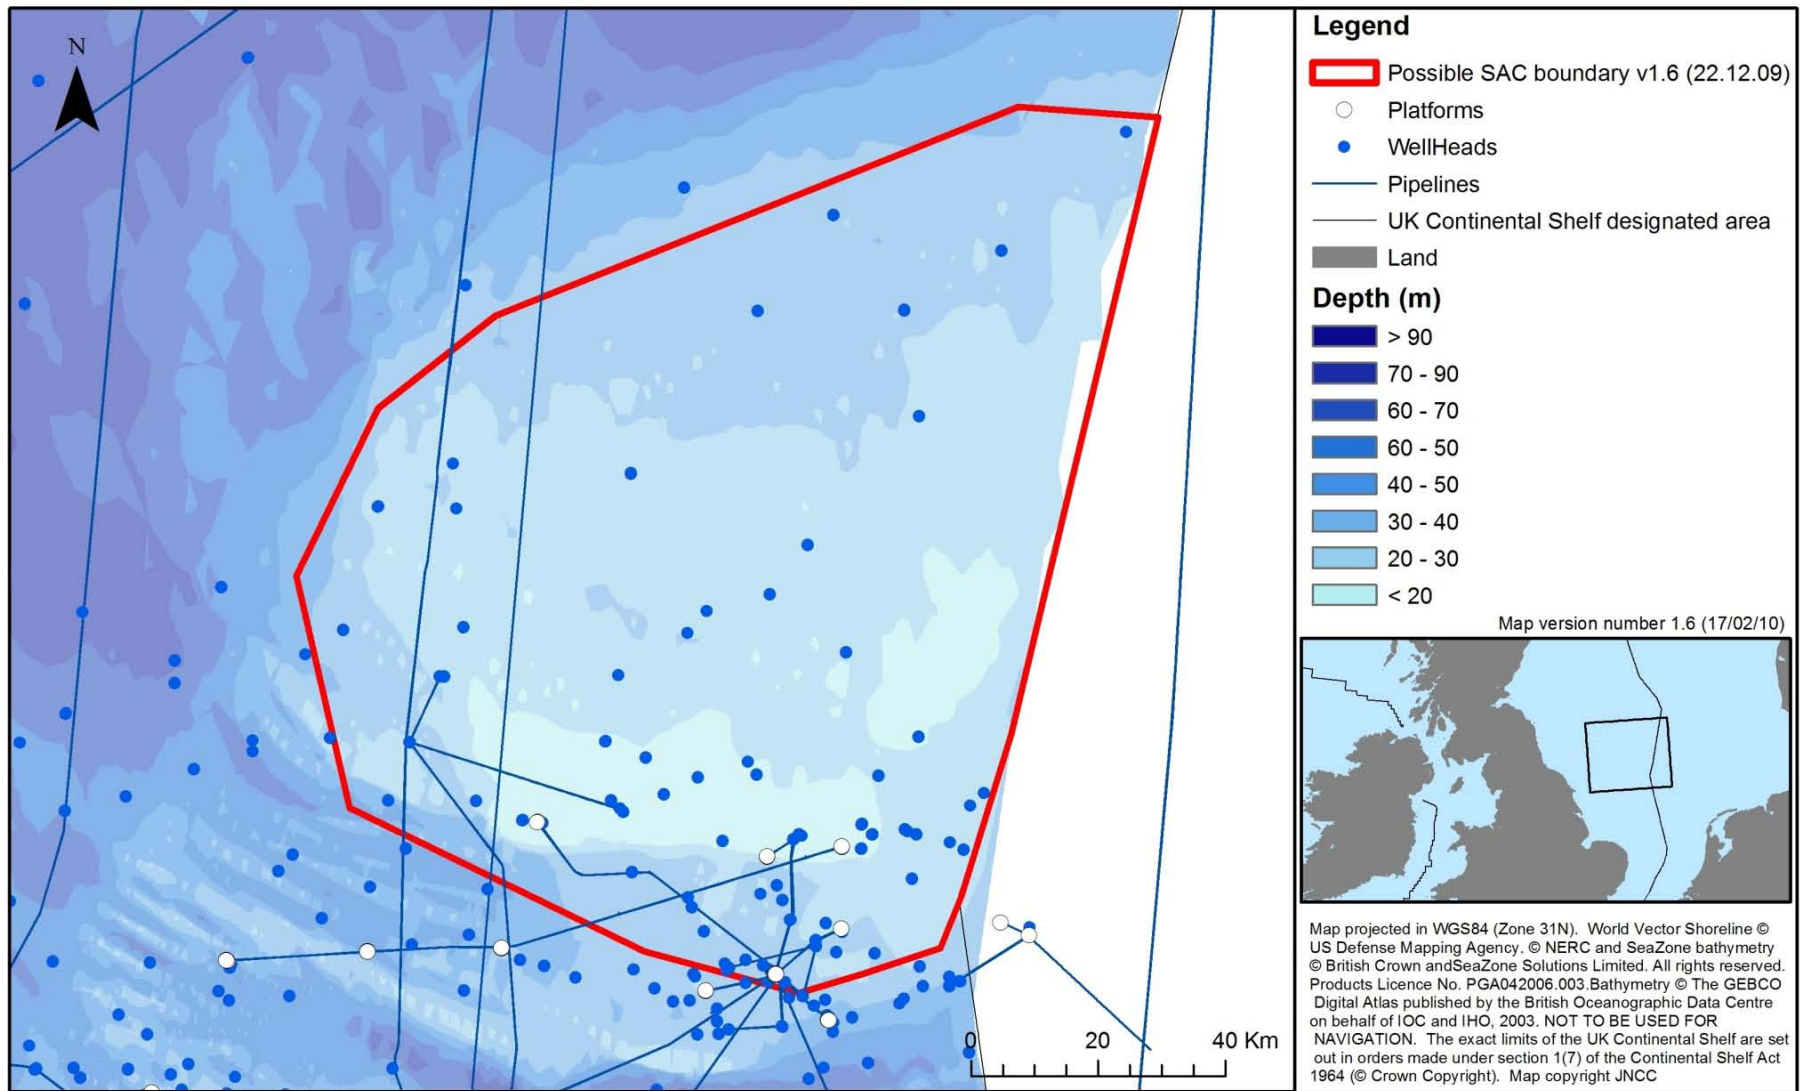 N
0 20 40 Km
Legend
Possible SAC boundary v1.6 (22.12.09)
Platforms
WellHeads
Pipelines
UK Continental Shelf designated area
Land
Depth (m)
> 90
70 - 90
60 - 70
60 - 50
40 - 50
30 - 40
20 - 30
< 20
Map version number 1.6 (17/02/10)
Map projected in WGS84 (Zone 31N). World Vector Shoreline ©
US Defense Mapping Agency. © NERC and SeaZone bathymetry
© British Crown andSeaZone Solutions Limited. All rights reserved.
Products Licence No. PGA042006.003.Bathymetry © The GEBCO
Digital Atlas published by the British Oceanographic Data Centre
on behalf of IOC and IHO, 2003. NOT TO BE USED FOR
NAVIGATION. The exact limits of the UK Continental Shelf are set
out in orders made under section 1(7) of the Continental Shelf Act
1964 (© Crown Copyright). Map copyright JNCC